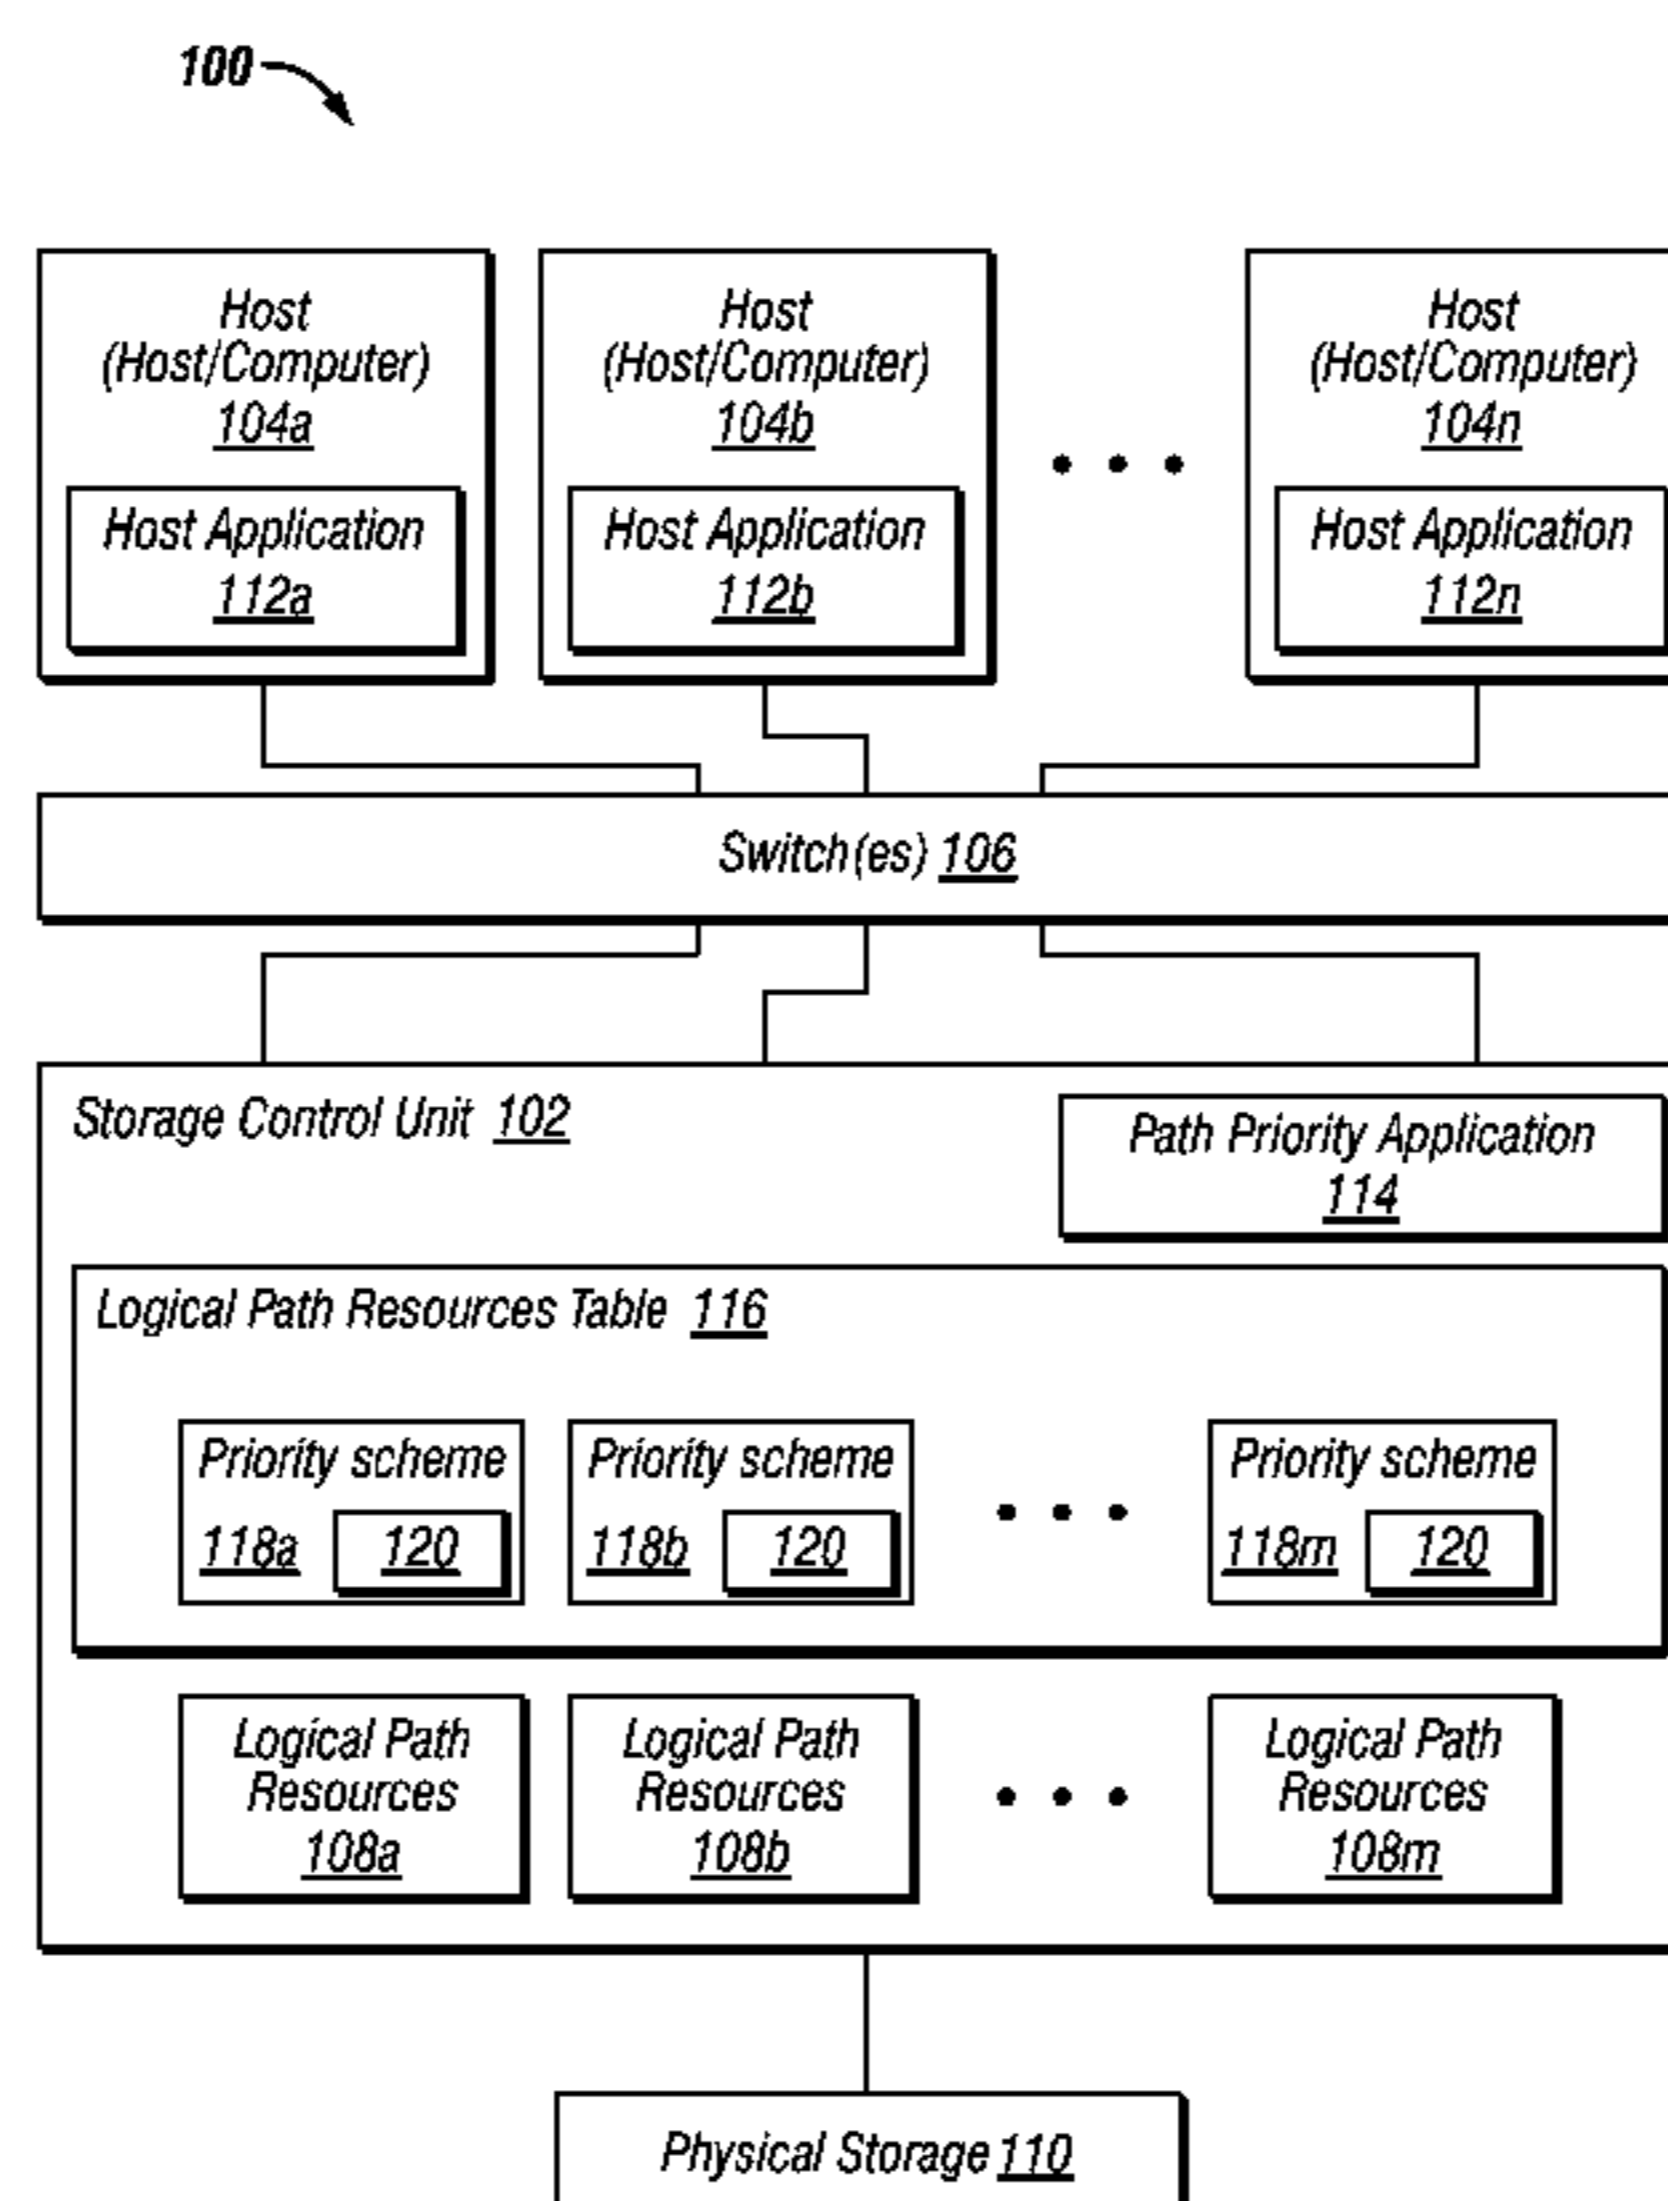 100
Host
(Host/Computer)
104a
Host Application
112a
Host
(Host/Computer)
104b
Host Application
112b
Host
(Host/Computer)
104n
Host Application
112n
Switch(es) 106
Storage Control Unit 102
Path Priority Application
114
Logical Path Resources Table 116
Priority scheme
118a 120
Priority scheme
118b 120
Priority scheme
118m 120
Logical Path
Resources
108a
Logical Path
Resources
108b
Logical Path
Resources
108m
Physical Storage 110